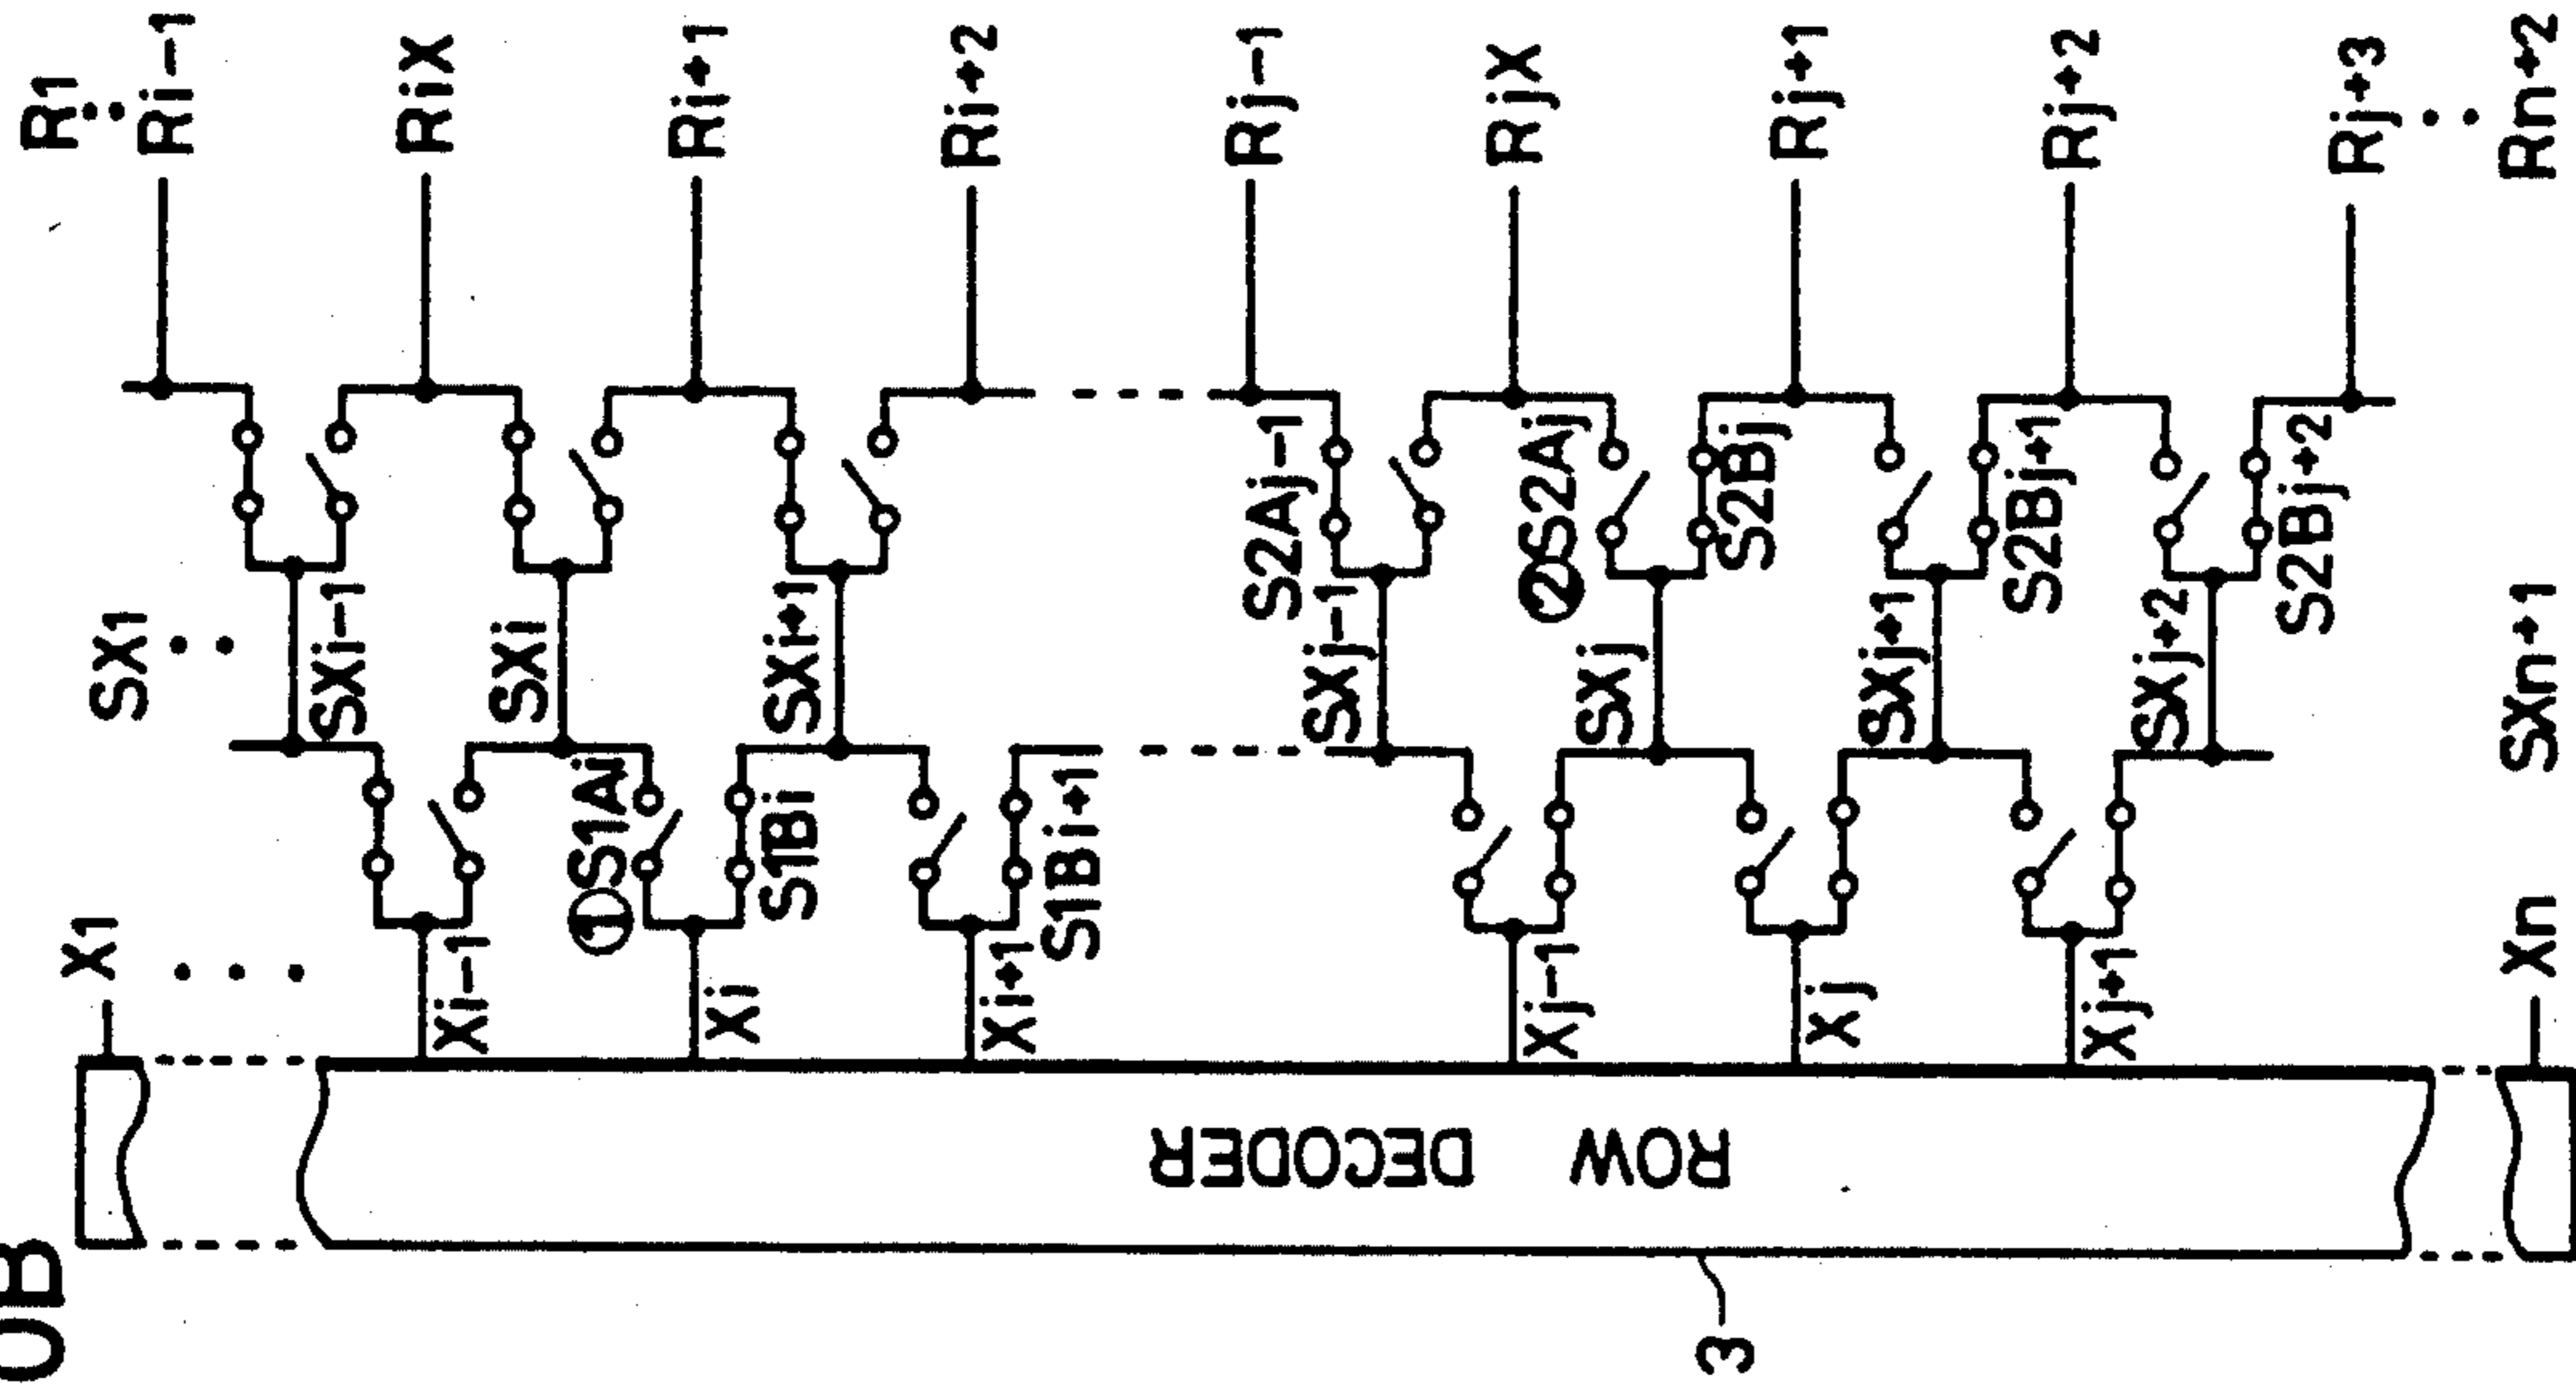 R1
Ri-1
RiX
Ri+1
Ri+2
Rj-1
RjX
Rj+1
Rj+2
Rj+3
Rn+2
S2Aj-1
②S2Aj
S2Bj
S2Bj+1
S2Bj+2
SX1
SXi-1
SXi
SXi+1
SXj-1
SXj
SXj+1
SXj+2
SXn+1
①S1Ai
S1Bi
S1Bi+1
X1
Xi-1
Xi
Xi+1
Xj-1
Xj
Xj+1
Xn
ROW DECODER
3